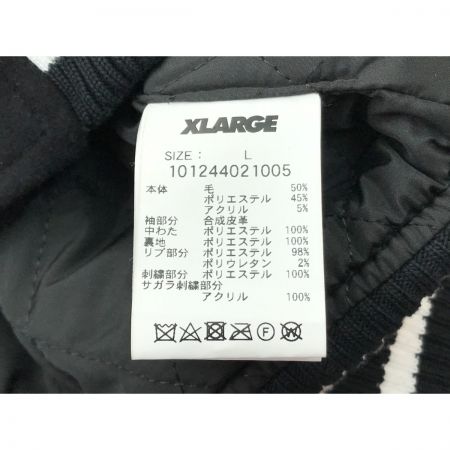 XLARGE
SIZE: L
101244021005
本体 毛 50%
ポリエステル 45%
アクリル 5%
袖部分 合成皮革
中わた ポリエステル 100%
裏地 ポリエステル 100%
リブ部分 ポリエステル 98%
ポリウレタン 2%
刺繍部分 ポリエステル 100%
サガラ刺繍部分
アクリル 100%
F W